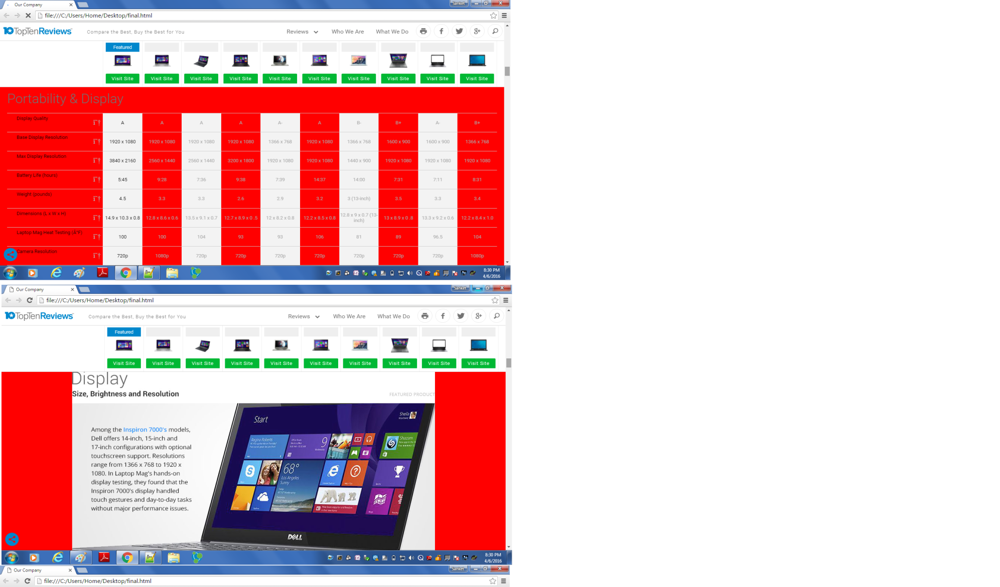 Our Company
Sanket
file:///C:/Users/Home/Desktop/final.html
10TopTenReviews Compare the Best, Buy the Best for You Reviews Who We Are What We Do
Featured
Visit Site Visit Site Visit Site Visit Site Visit Site Visit Site Visit Site Visit Site Visit Site Visit Site
Portability & Display
Display Quality î˜† A A A A A- A B- B+ A- B+
Base Display Resolution î˜† 1920 x 1080 1920 x 1080 1920 x 1080 1920 x 1080 1366 x 768 1920 x 1080 1366 x 768 1600 x 900 1600 x 900 1366 x 768
Max Display Resolution î˜† 3840 x 2160 2560 x 1440 2560 x 1440 3200 x 1800 1920 x 1080 1920 x 1080 1440 x 900 1920 x 1080 1920 x 1080 1920 x 1080
Battery Life (hours) î˜† 5:45 9:28 7:36 9:38 7:39 14:37 14:00 7:31 7:11 8:31
Weight (pounds) î˜† 4.5 3.3 3.3 2.6 2.9 3.2 3 (13-inch) 3.5 3.3 3.4
Dimensions (L x W x H) î˜† 14.9 x 10.3 x 0.8 12.8 x 8.6 x 0.6 13.5 x 9.1 x 0.7 12.7 x 8.9 x 0 .5 12 x 8.2 x 0.8 12.2 x 8.5 x 0.8 12.8 x 9 x 0.7 (13-inch) 13 x 8.9 x 0 .8 13.3 x 9.2 x 0.6 12.2 x 8.4 x 1.0
Laptop Mag Heat Testing (Â°F) î˜† 100 100 104 93 93 106 81 89 96.5 104
Camera Resolution î˜† 720p 1080p 720p 720p 720p 720p 720p 720p 720p 1080p
8:30 PM
4/6/2016
Our Company
Sanket
file:///C:/Users/Home/Desktop/final.html
10TopTenReviews Compare the Best, Buy the Best for You Reviews Who We Are What We Do
Featured
Visit Site Visit Site Visit Site Visit Site Visit Site Visit Site Visit Site Visit Site Visit Site Visit Site
Display
Size, Brightness and Resolution
FEATURED PRODUCT
Among the Inspiron 7000's models,
Dell offers 14-inch, 15-inch and
17-inch configurations with optional
touchscreen support. Resolutions
range from 1366 x 768 to 1920 x
1080. In Laptop Mag's hands-on
display testing, they found that the
Inspiron 7000's display handled
touch gestures and day-to-day tasks
without major performance issues.
Start
Sheila
Regina Roberts
9
Shazam
68°
Los Angeles
Sunny
DELL
8:30 PM
4/6/2016
Our Company
Sanket
file:///C:/Users/Home/Desktop/final.html